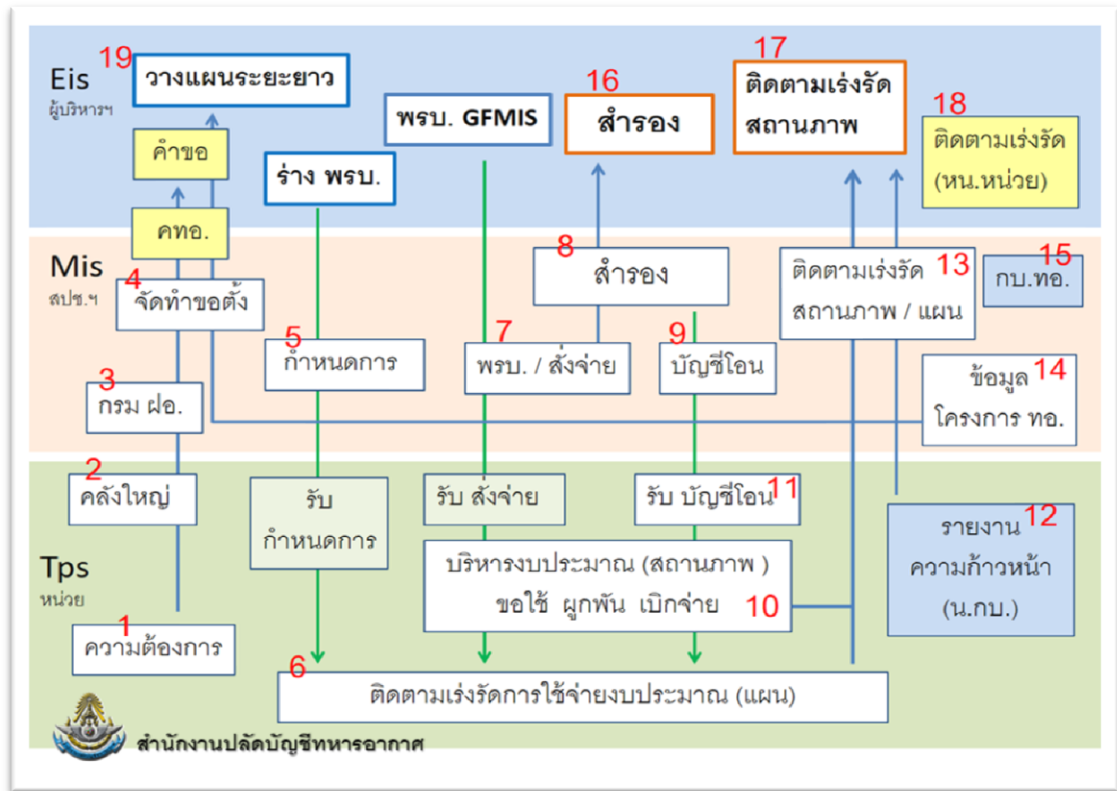 19
วางแผนระยะยาว
Eis
ผู้บริหารฯ
คำขอ
คทอ.
ร่าง พรบ.
พรบ. GFMIS
16
สำรอง
17
ติดตามเร่งรัด
สถานภาพ
18
ติดตามเร่งรัด
(หน.หน่วย)
Mis
สปช.ฯ
4
จัดทำขอตั้ง
3
กรม ฝอ.
5
กำหนดการ
8
สำรอง
7
พรบ. / สั่งจ่าย
9
บัญชีโอน
ติดตามเร่งรัด 13
สถานภาพ / แผน
15
กบ.ทอ.
ข้อมูล 14
โครงการ ทอ.
Tps
หน่วย
2
คลังใหญ่
1
ความต้องการ
รับ
กำหนดการ
รับ สั่งจ่าย
รับ บัญชีโอน 11
บริหารงบประมาณ (สถานภาพ )
ขอใช้ ผูกพัน เบิกจ่าย 10
รายงาน 12
ความก้าวหน้า
(น.กบ.)
6
ติดตามเร่งรัดการใช้จ่ายงบประมาณ (แผน)
สำนักงานปลัดบัญชีทหารอากาศ